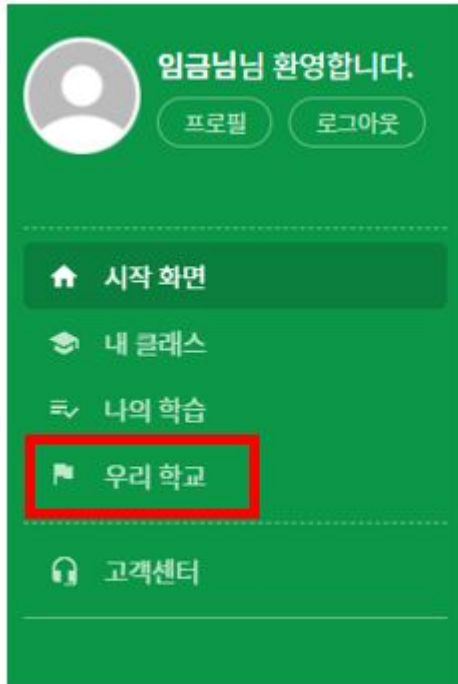 임금님님 환영합니다.
프로필 로그아웃
시작 화면
내 클래스
나의 학습
우리 학교
고객센터